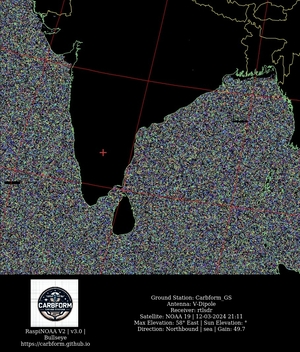 CARBFORM
RaspiNOAA V2 | v3.0 |
Bullseye
https://carbform.github.io
Ground Station: Carbform_GS
Antenna: V-Dipole
Receiver: rtlsdr
Satellite: NOAA 19 | 12-03-2024 21:11
Max Elevation: 58° East | Sun Elevation: °
Direction: Northbound | sea | Gain: 49.7